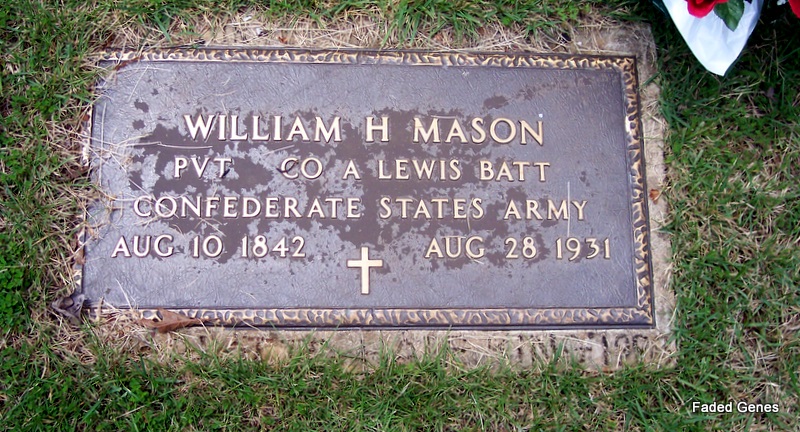 WILLIAM H MASON
PVT CO A LEWIS BATT
CONFEDERATE STATES ARMY
AUG 10 1842 AUG 28 1931
Faded Genes